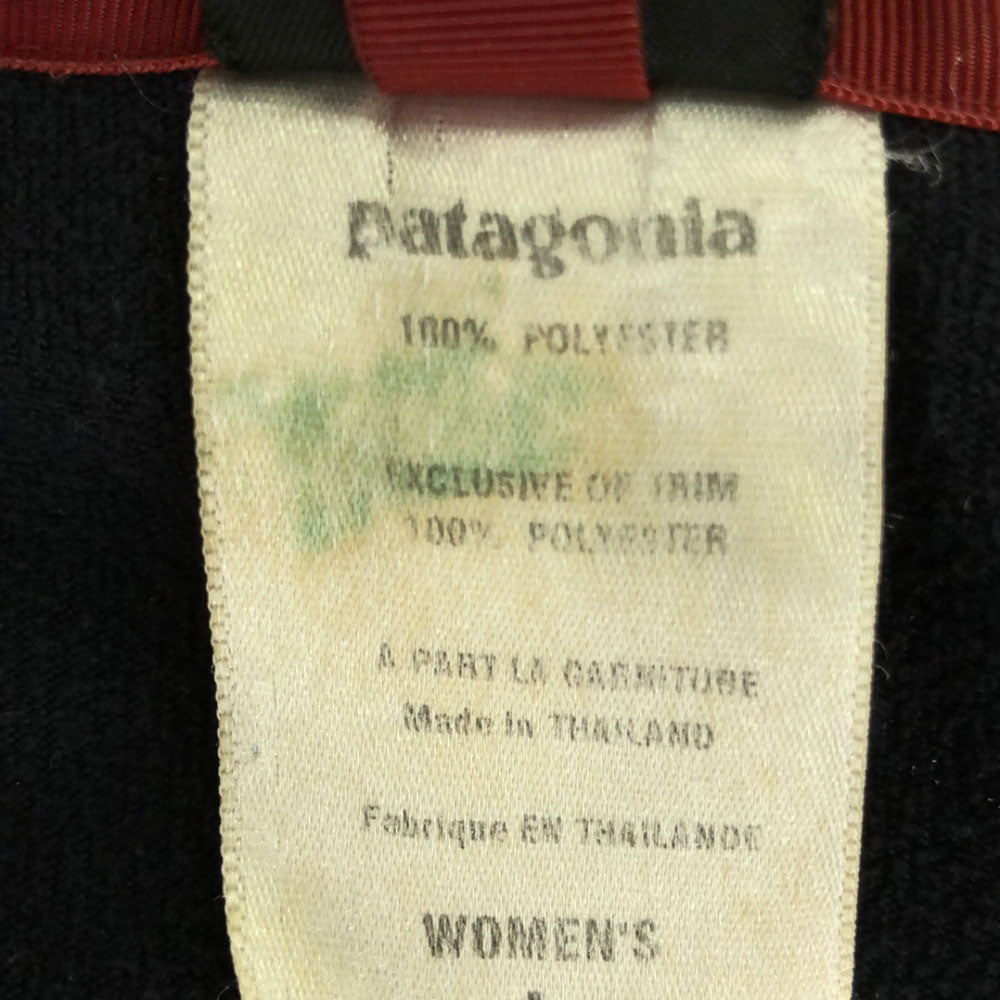 patagonia
100% POLYESTER
EXCLUSIVE OF TRIM
100% POLYESTER
A PART LA GARNITURE
Made in THAILAND
Fabrique EN THAILANDE
WOMEN'S